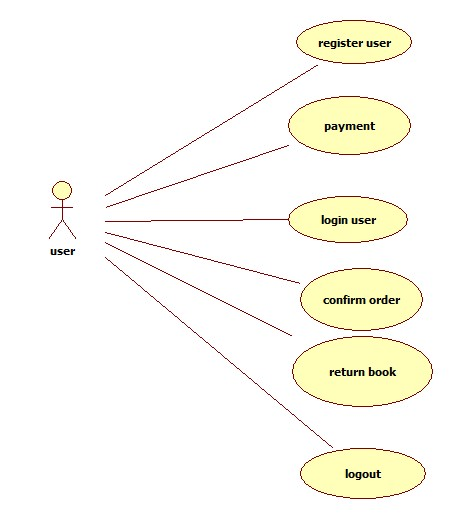 register user
payment
login user
user
confirm order
return book
logout